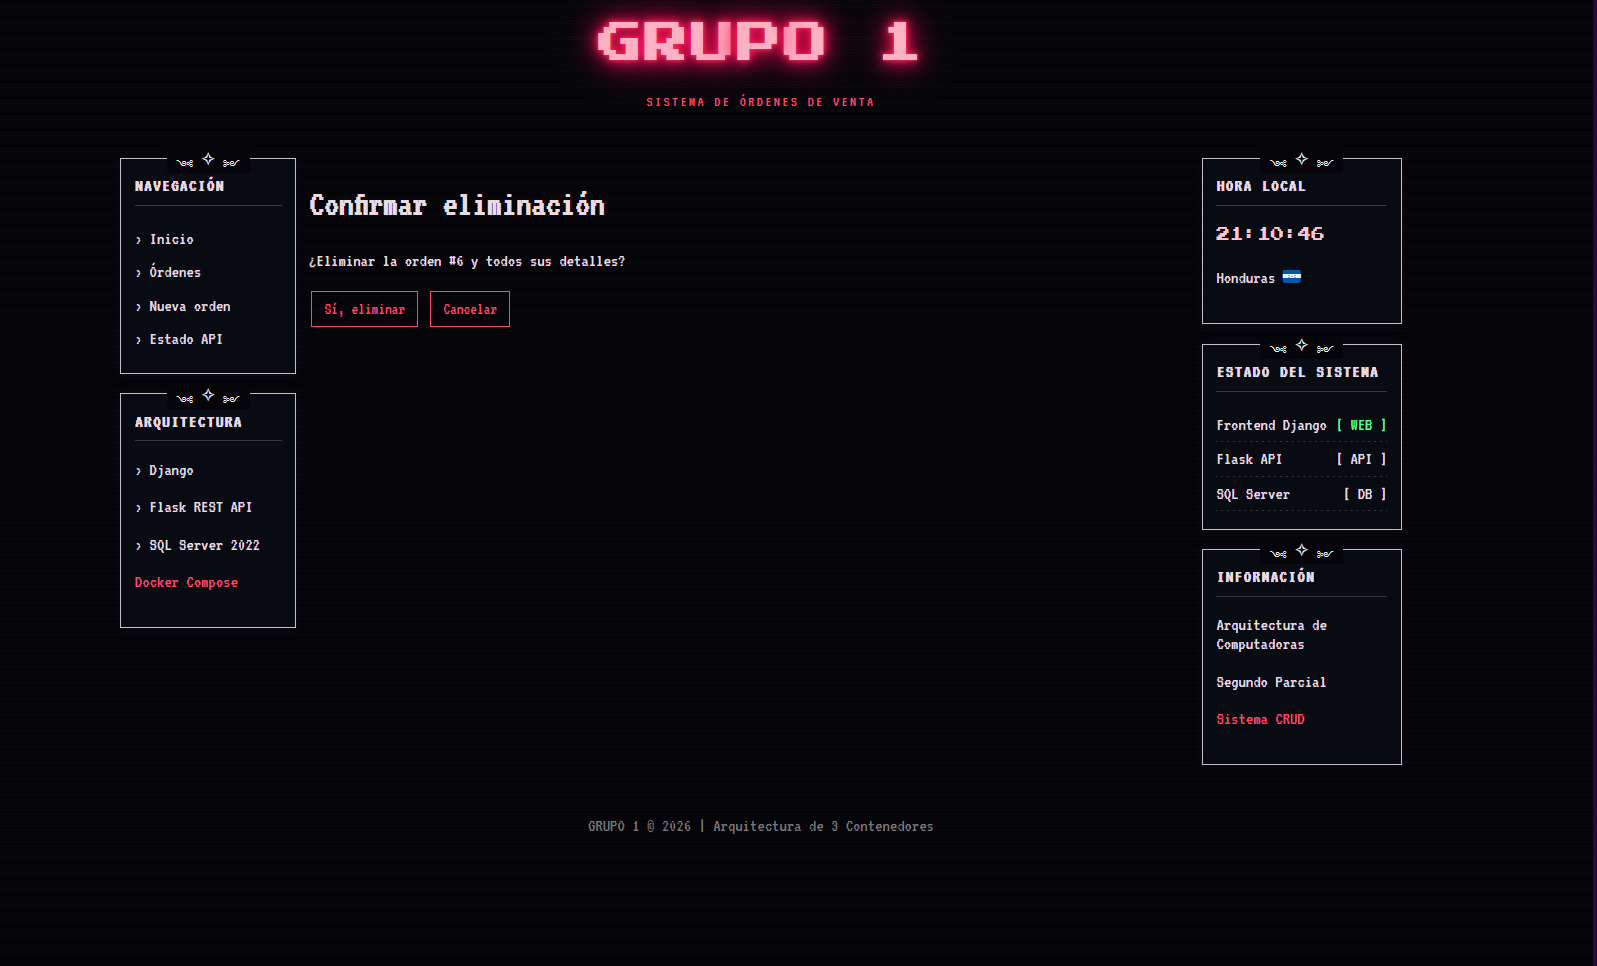 GRUPO 1
SISTEMA DE ÓRDENES DE VENTA
NAVEGACIÓN
› Inicio
› Órdenes
› Nueva orden
› Estado API
ARQUITECTURA
› Django
› Flask REST API
› SQL Server 2022
Docker Compose
Confirmar eliminación
¿Eliminar la orden #6 y todos sus detalles?
Sí, eliminar
Cancelar
HORA LOCAL
21:10:46
Honduras
ESTADO DEL SISTEMA
Frontend Django [ WEB ]
Flask API [ API ]
SQL Server [ DB ]
INFORMACIÓN
Arquitectura de
Computadoras
Segundo Parcial
Sistema CRUD
GRUPO 1 @ 2026 | Arquitectura de 3 Contenedores